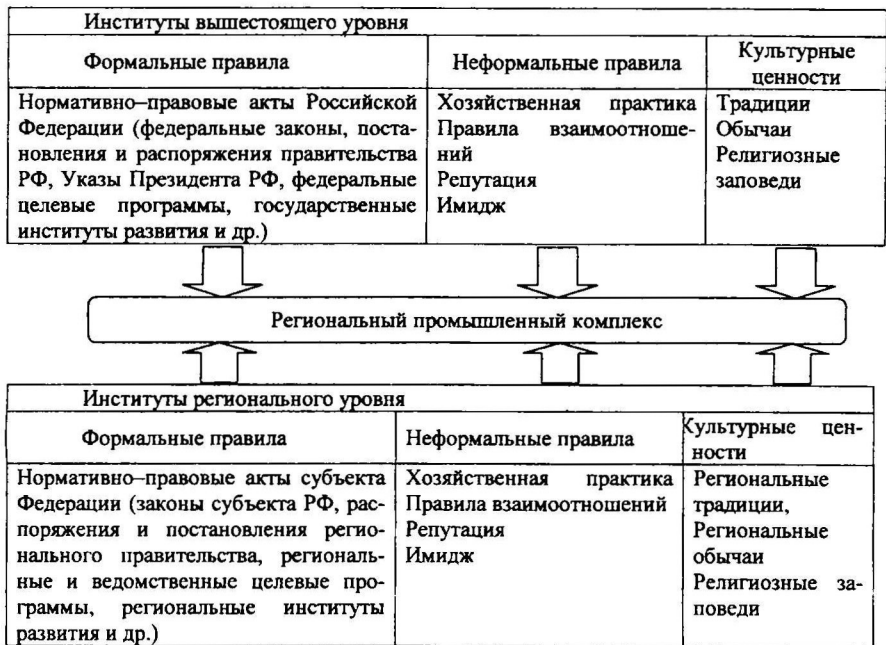 Институты вышестоящего уровня
Формальные правила
Неформальные правила
Культурные
ценности
Нормативно–правовые акты Российской
Федерации (федеральные законы, поста-
новления и распоряжения правительства
РФ, Указы Президента РФ, федеральные
целевые программы, государственные
институты развития и др.)
Хозяйственная практика
Правила взаимоотноше-
ний
Репутация
Имидж
Традиции
Обычаи
Религиозные
заповеди
Региональный промышленный комплекс
Институты регионального уровня
Формальные правила
Неформальные правила
Культурные цен-
ности
Нормативно–правовые акты субъекта
Федерации (законы субъекта РФ, рас-
поряжения и постановления регио-
нального правительства, региональ-
ные и ведомственные целевые про-
граммы, региональные институты
развития и др.)
Хозяйственная практика
Правила взаимоотношений
Репутация
Имидж
Региональные
традиции,
Региональные
обычаи
Религиозные за-
поведи